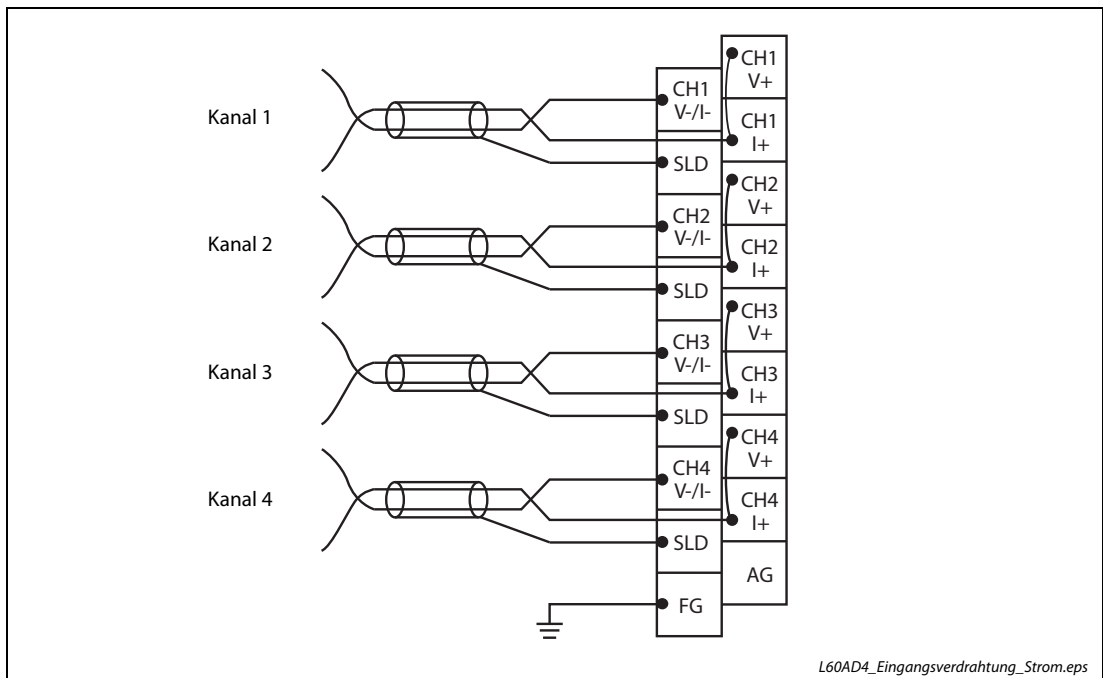 Kanal 1
Kanal 2
Kanal 3
Kanal 4
CH1
V-/I-
SLD
CH2
V-/I-
SLD
CH3
V-/I-
SLD
CH4
V-/I-
SLD
FG
CH1
V+
CH1
I+
CH2
V+
CH2
I+
CH3
V+
CH3
I+
CH4
V+
CH4
I+
AG
L60AD4_Eingangsverdrahtung_Strom.eps